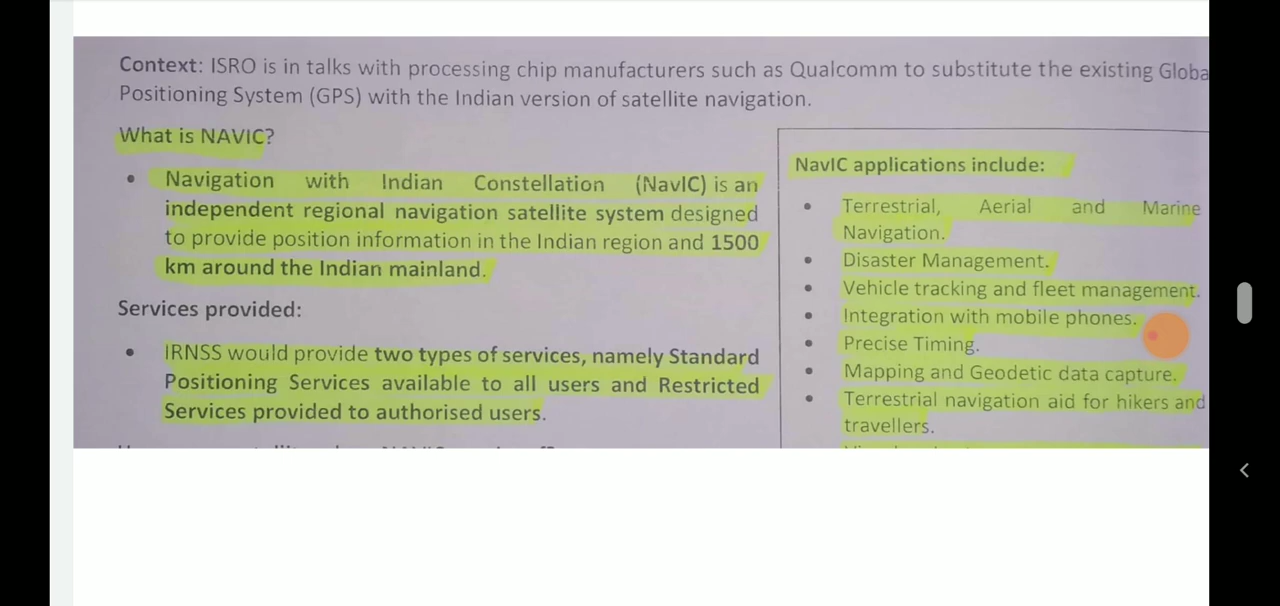 Context: ISRO is in talks with processing chip manufacturers such as Qualcomm to substitute the existing Globa
Positioning System (GPS) with the Indian version of satellite navigation.
What is NAVIC?
• Navigation with Indian Constellation (NavIC) is an
independent regional navigation satellite system designed
to provide position information in the Indian region and 1500
km around the Indian mainland.
Services provided:
• IRNSS would provide two types of services, namely Standard
Positioning Services available to all users and Restricted
Services provided to authorised users.
NavIC applications include:
• Terrestrial, Aerial and Marine
Navigation.
• Disaster Management.
• Vehicle tracking and fleet management.
• Integration with mobile phones.
• Precise Timing.
• Mapping and Geodetic data capture.
• Terrestrial navigation aid for hikers and
travellers.